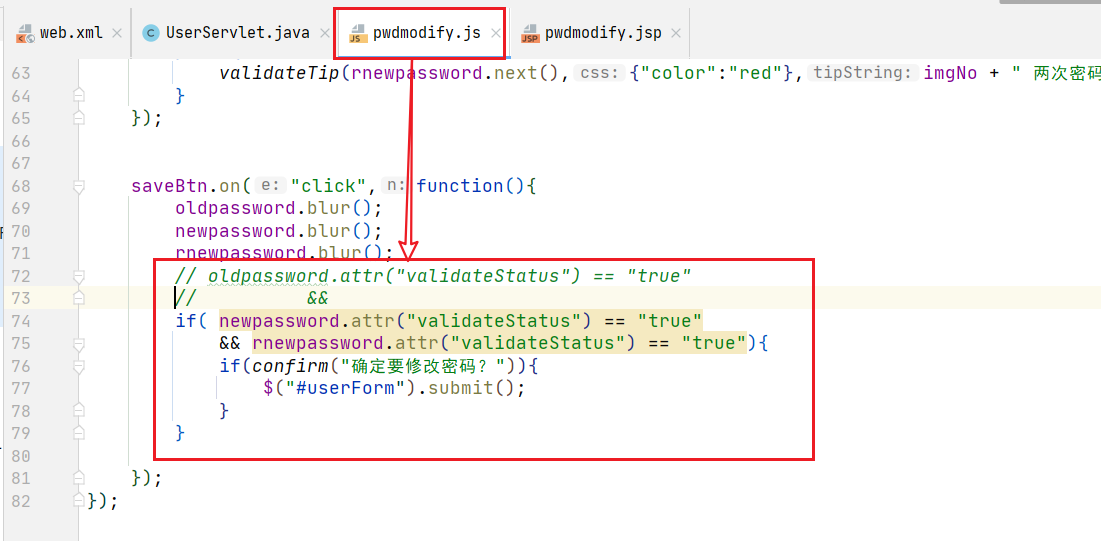 web.xml UserServlet.java pwdmodify.js pwdmodify.jsp
63 validateTip(rnewpassword.next(), css: {"color":"red"}, tipString: imgNo + " 两次密码
64 }
65 });
66
67
68 saveBtn.on( e: "click", n: function(){
69 oldpassword.blur();
70 newpassword.blur();
71 rnewpassword.blur();
72 // oldpassword.attr("validateStatus") == "true"
73 // &&
74 if( newpassword.attr("validateStatus") == "true"
75 && rnewpassword.attr("validateStatus") == "true"){
76 if(confirm("确定要修改密码？")){
77 $("#userForm").submit();
78 }
79 }
80
81 });
82 });